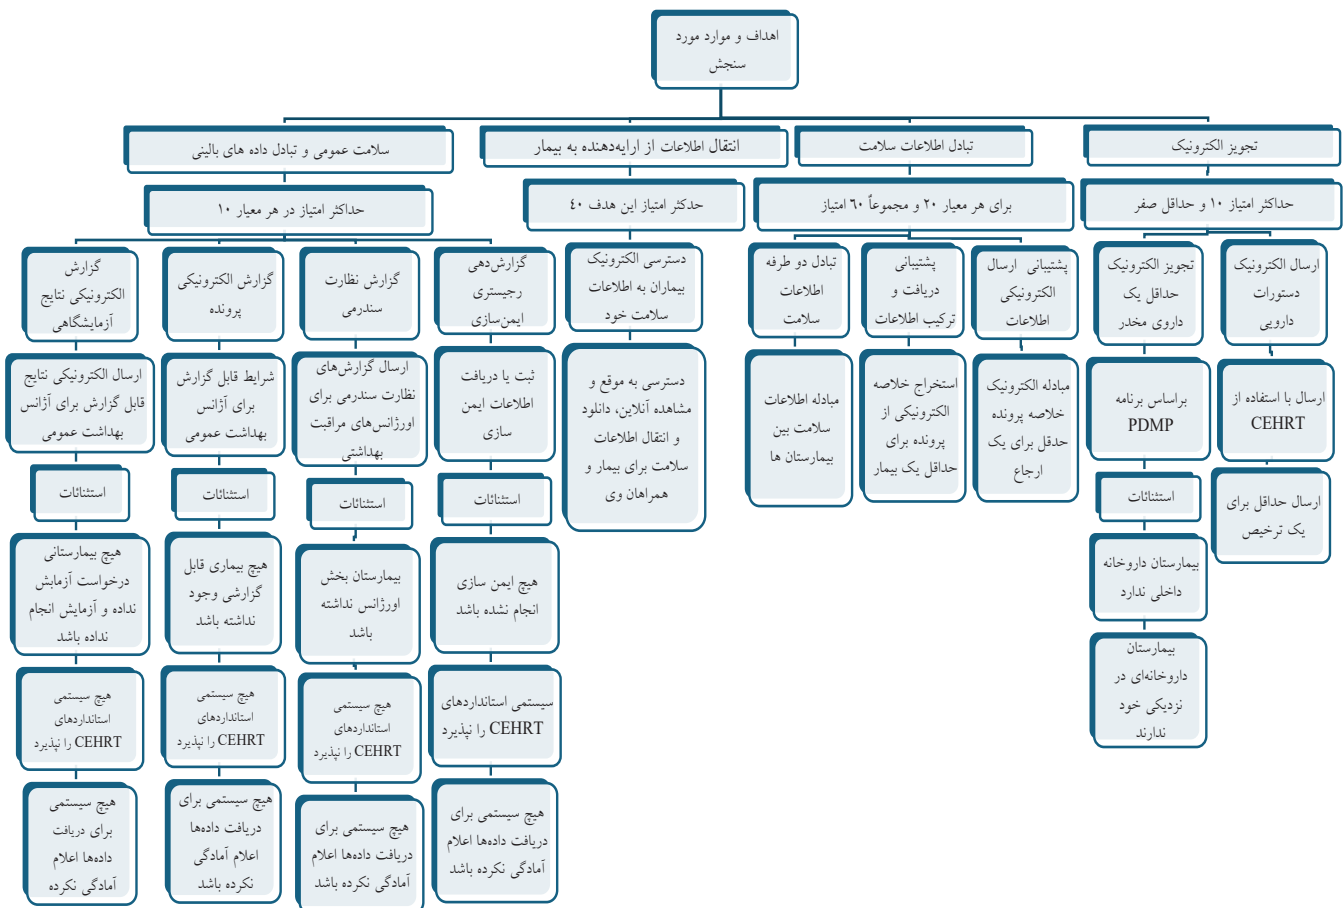 اهداف و موارد مورد
سنجش
تجویز الکترونیک
تبادل اطلاعات سلامت
انتقال اطلاعات از ارایه‌دهنده به بیمار
سلامت عمومی و تبادل داده های بالینی
حداکثر امتیاز ۱۰ و حداقل صفر
برای هر معیار ۲۰ و مجموعاً ۶۰ امتیاز
حدکثر امتیاز این هدف ۴۰
حداکثر امتیاز در هر معیار ۱۰
ارسال الکترونیک
دستورات
دارویی
ارسال با استفاده از
CEHRT
ارسال حداقل برای
یک ترخیص
تجویز الکترونیک
حداقل یک
داروی مخدر
براساس برنامه
PDMP
استثنائات
بیمارستان داروخانه
داخلی ندارد
بیمارستان
داروخانه‌ای در
نزدیکی خود
ندارند
پشتیبانی ارسال
الکترونیکی
اطلاعات
مبادله الکترونیک
خلاصه پرونده
حدقل برای یک
ارجاع
پشتیبانی
دریافت و
ترکیب اطلاعات
استخراج خلاصه
الکترونیکی از
پرونده برای
حداقل یک بیمار
تبادل دو طرفه
اطلاعات
سلامت
مبادله اطلاعات
سلامت بین
بیمارستان ها
دسترسی الکترونیک
بیماران به اطلاعات
سلامت خود
دسترسی به موقع و
مشاهده آنلاین، دانلود
و انتقال اطلاعات
سلامت برای بیمار و
همراهان وی
گزارش‌دهی
رجیستری
ایمن‌سازی
ثبت یا دریافت
اطلاعات ایمن
سازی
استثنائات
هیچ ایمن سازی
انجام نشده باشد
سیستمی استانداردهای
CEHRT را نپذیرد
هیچ سیستمی برای
دریافت داده‌ها اعلام
آمادگی نکرده باشد
گزارش نظارت
سندرمی
ارسال گزارش‌های
نظارت سندرمی برای
اورژانس‌های مراقبت
بهداشتی
استثنائات
بیمارستان بخش
اورژانس نداشته
باشد
هیچ سیستمی
استانداردهای
CEHRT را نپذیرد
هیچ سیستمی برای
دریافت داده‌ها اعلام
آمادگی نکرده باشد
گزارش الکترونیکی
پرونده
شرایط قابل گزارش
برای آژانس
بهداشت عمومی
استثنائات
هیچ بیماری قابل
گزارشی وجود
نداشته باشد
هیچ سیستمی
استانداردهای
CEHRT را نپذیرد
هیچ سیستمی برای
دریافت داده‌ها
اعلام آمادگی
نکرده باشد
گزارش
الکترونیکی نتایج
آزمایشگاهی
ارسال الکترونیکی نتایج
قابل گزارش برای آژانس
بهداشت عمومی
استثنائات
هیچ بیمارستانی
درخواست آزمایش
نداده و آزمایش انجام
نداده باشد
هیچ سیستمی
استانداردهای
CEHRT را نپذیرد
هیچ سیستمی
برای دریافت
داده‌ها اعلام
آمادگی نکرده